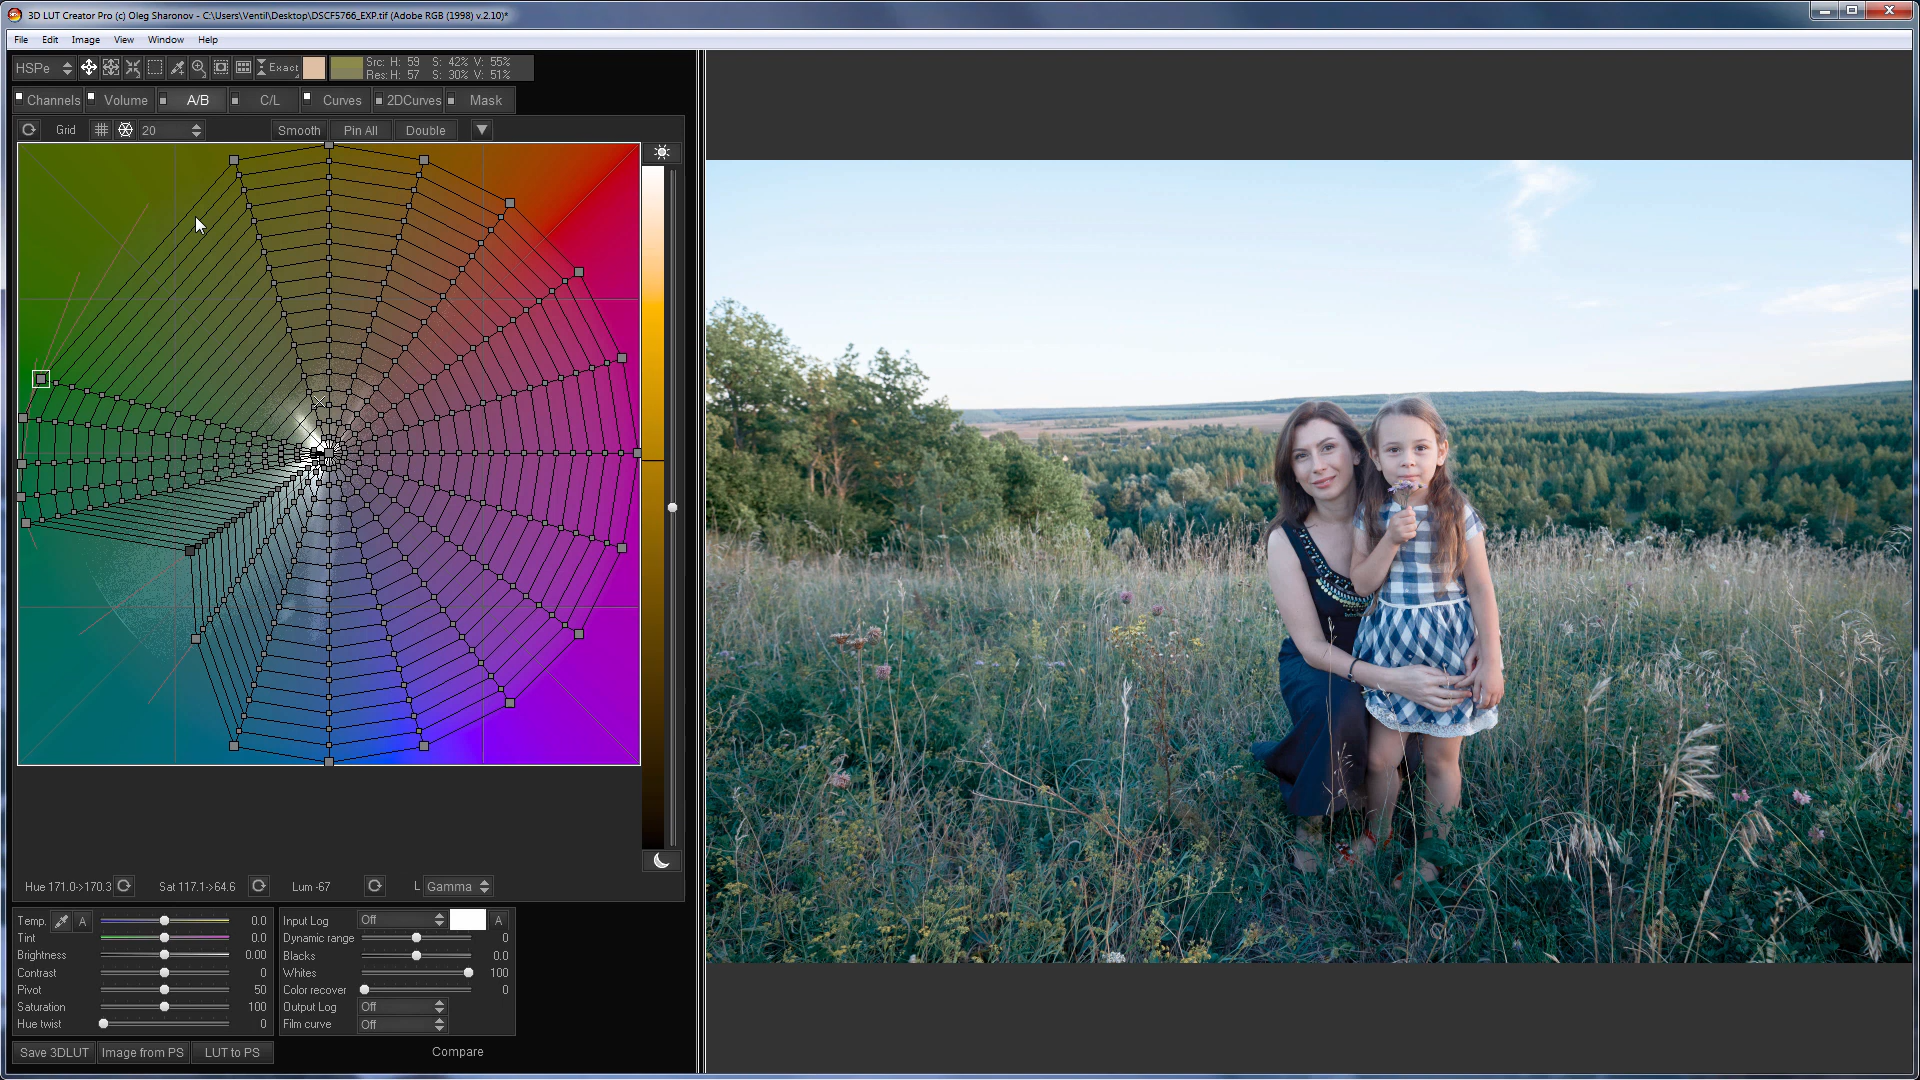 3D LUT Creator Pro (c) Oleg Sharonov - C:\Users\Ventil\Desktop\DSCF5766_EXP.tif (Adobe RGB (1998) v.2.10)*
File Edit Image View Window Help
HSPe Exact Src: H: 59 S: 42% V: 55%
Res: H: 57 S: 30% V: 51%
Channels Volume A/B C/L Curves 2DCurves Mask
Grid 20 Smooth Pin All Double
Hue 171.0->170.3 Sat 117.1->64.6 Lum -67 L Gamma
Temp. A 0.0 Input Log Off A
Tint 0.0 Dynamic range 0
Brightness 0.00 Blacks 0.0
Contrast 0 Whites 100
Pivot 50 Color recover 0
Saturation 100 Output Log Off
Hue twist 0 Film curve Off
Save 3DLUT Image from PS LUT to PS Compare